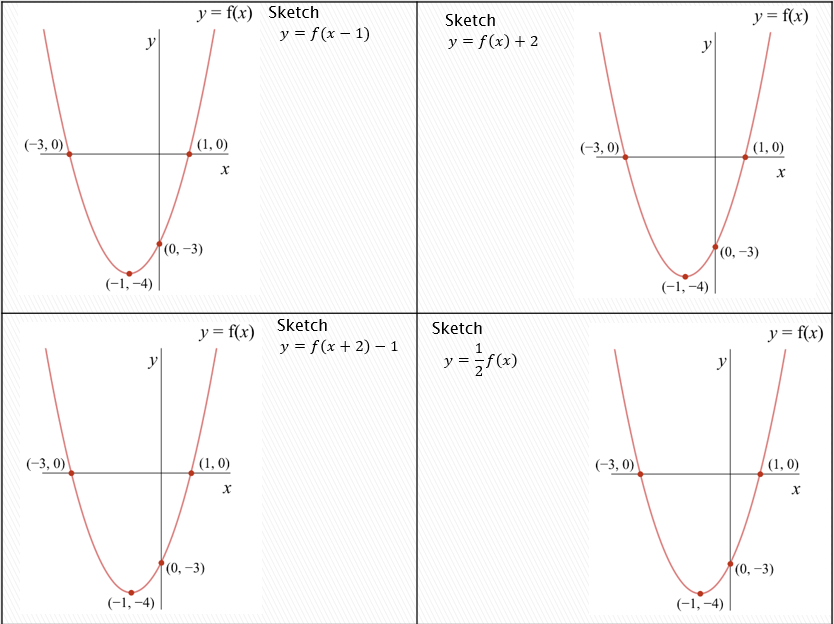 y = f(x)
Sketch
y = f(x − 1)
y
(−3, 0)
(1, 0)
x
(0, −3)
(−1, −4)
Sketch
y = f(x) + 2
y = f(x)
y
(−3, 0)
(1, 0)
x
(0, −3)
(−1, −4)
y = f(x)
Sketch
y = f(x + 2) − 1
y
(−3, 0)
(1, 0)
x
(0, −3)
(−1, −4)
Sketch
y = 1/2 f(x)
y = f(x)
y
(−3, 0)
(1, 0)
x
(0, −3)
(−1, −4)